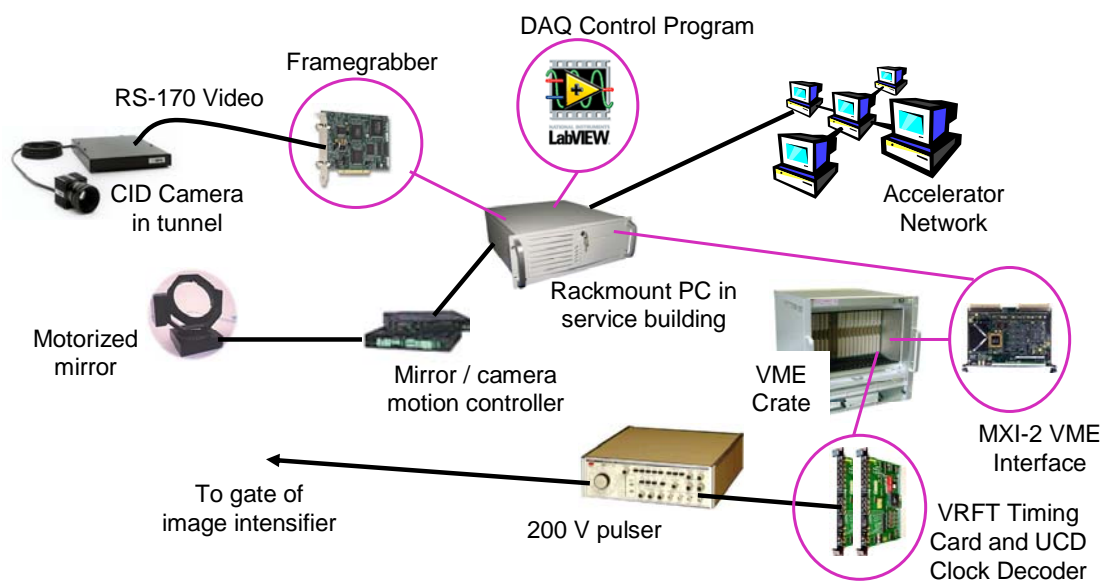 DAQ Control Program
Framegrabber
RS-170 Video
NATIONAL INSTRUMENTS
LabVIEW
CID Camera
in tunnel
Accelerator
Network
Rackmount PC in
service building
Motorized
mirror
Mirror / camera
motion controller
VME
Crate
MXI-2 VME
Interface
To gate of
image intensifier
200 V pulser
VRFT Timing
Card and UCD
Clock Decoder